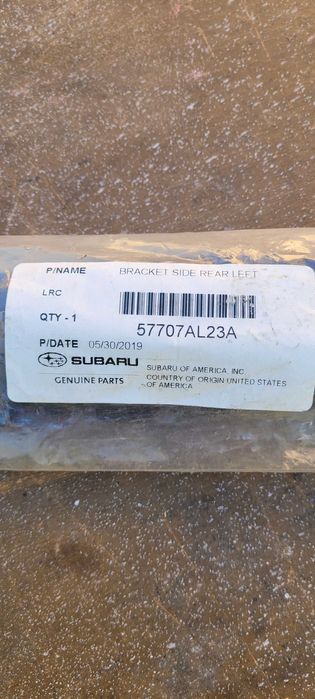 P/NAME BRACKET SIDE REAR LEFT
LRC
QTY - 1
57707AL23A
P/DATE 05/30/2019
SUBARU SUBARU OF AMERICA, INC
GENUINE PARTS COUNTRY OF ORIGIN UNITED STATES
OF AMERICA